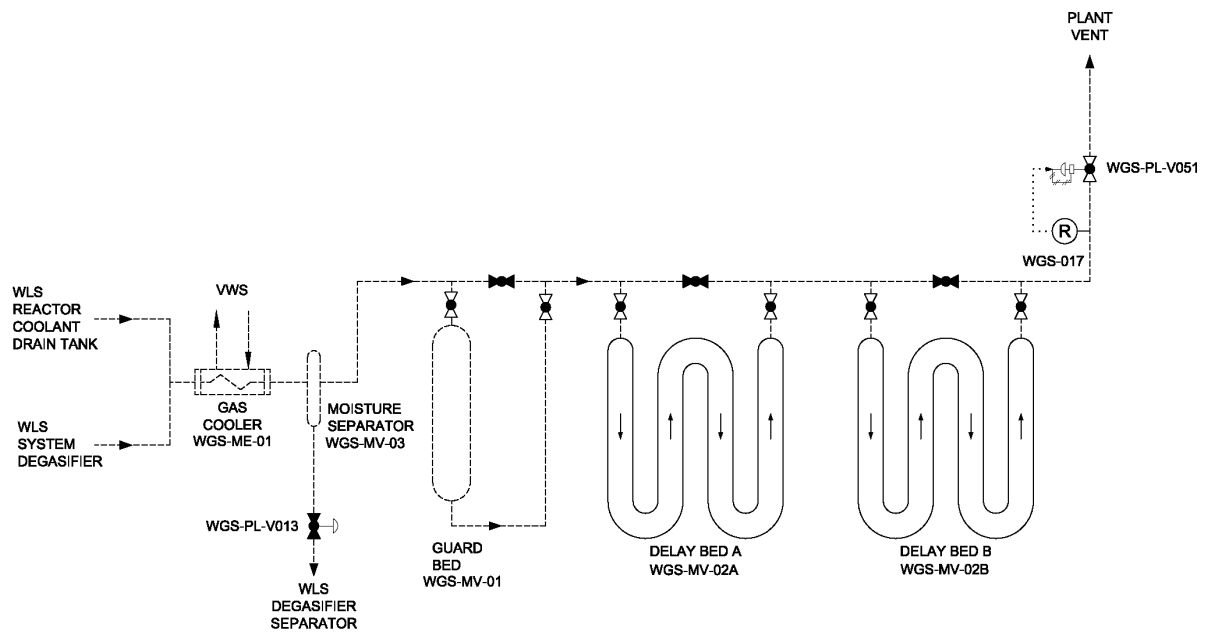 PLANT
VENT
WGS-PL-V051
R
WGS-017
WLS
REACTOR
COOLANT
DRAIN TANK
VWS
GAS
COOLER
WGS-ME-01
MOISTURE
SEPARATOR
WGS-MV-03
WLS
SYSTEM
DEGASIFIER
WGS-PL-V013
WLS
DEGASIFIER
SEPARATOR
GUARD
BED
WGS-MV-01
DELAY BED A
WGS-MV-02A
DELAY BED B
WGS-MV-02B